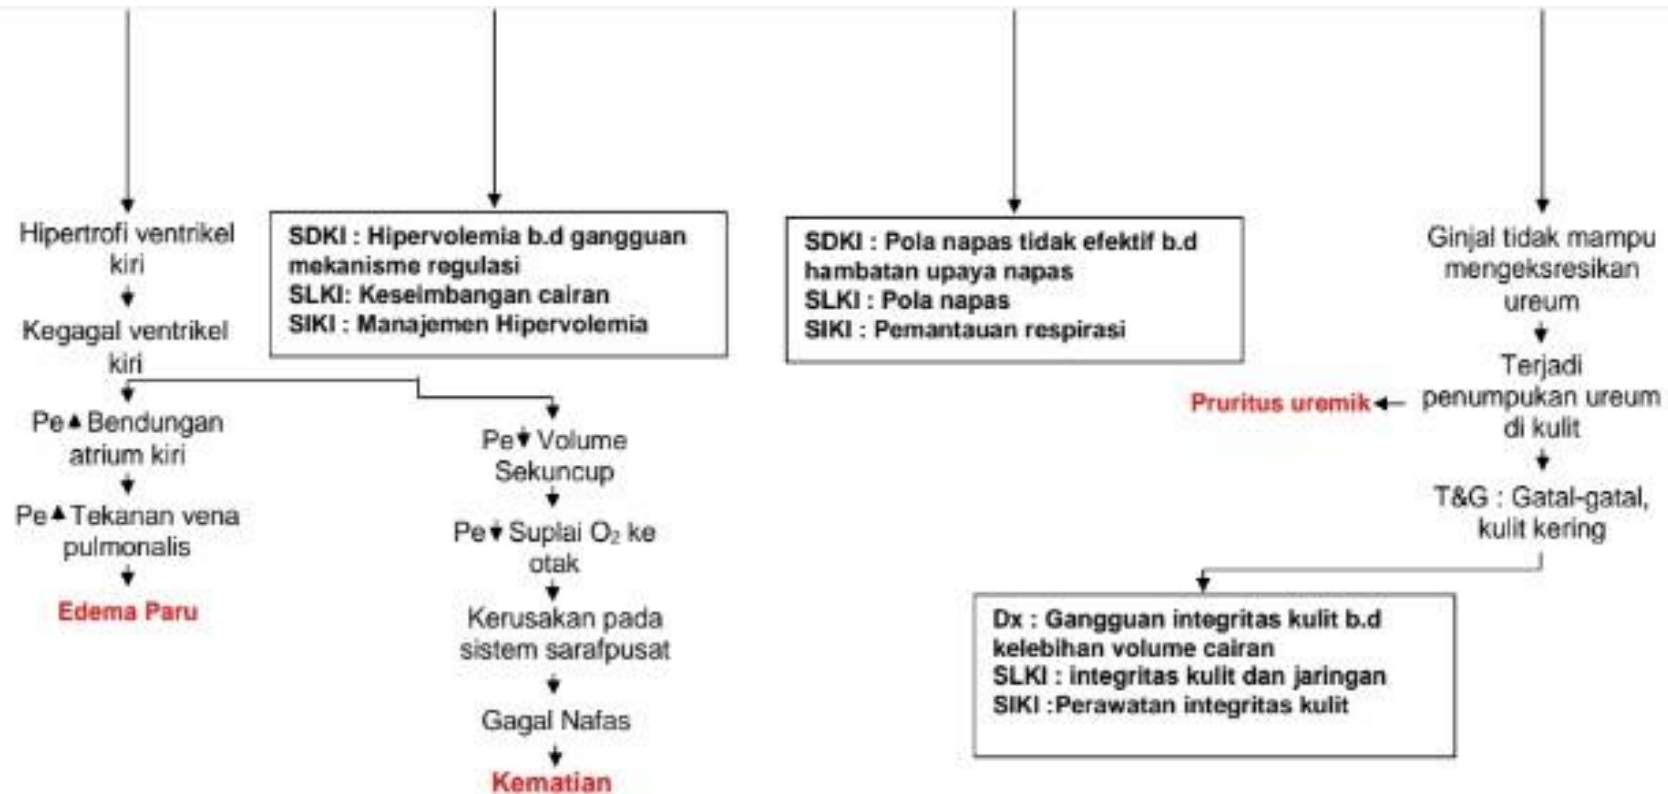 Hipertrofi ventrikel
kiri
Kegagal ventrikel
kiri
Pe▲Bendungan
atrium kiri
Pe▲Tekanan vena
pulmonalis
Edema Paru
SDKI : Hipervolemia b.d gangguan
mekanisme regulasi
SLKI: Keseimbangan cairan
SIKI : Manajemen Hipervolemia
Pe▼Volume
Sekuncup
Pe▼Suplai O₂ ke
otak
Kerusakan pada
sistem sarafpusat
Gagal Nafas
Kematian
SDKI : Pola napas tidak efektif b.d
hambatan upaya napas
SLKI : Pola napas
SIKI : Pemantauan respirasi
Ginjal tidak mampu
mengeksresikan
ureum
Terjadi
penumpukan ureum
di kulit
Pruritus uremik
T&G : Gatal-gatal,
kulit kering
Dx : Gangguan integritas kulit b.d
kelebihan volume cairan
SLKI : integritas kulit dan jaringan
SIKI :Perawatan integritas kulit